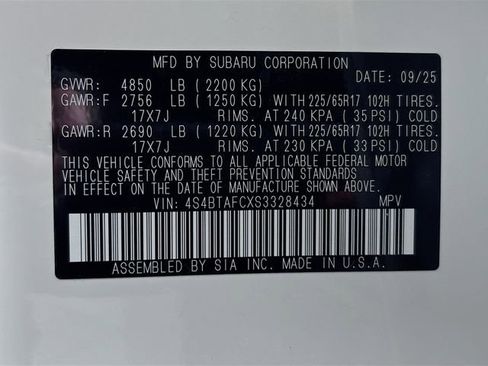 MFD BY SUBARU CORPORATION
GVWR: 4850 LB (2200 KG) DATE: 09/25
GAWR:F 2756 LB (1250 KG) WITH 225/65R17 102H TIRES.
17X7J RIMS. AT 240 KPA (35 PSI) COLD
GAWR:R 2690 LB (1220 KG) WITH 225/65R17 102H TIRES.
17X7J RIMS. AT 230 KPA (33 PSI) COLD
THIS VEHICLE CONFORMS TO ALL APPLICABLE FEDERAL MOTOR
VEHICLE SAFETY AND THEFT PREVENTION STANDARDS
IN EFFECT ON THE DATE OF MANUFACTURE SHOWN ABOVE.
VIN: 4S4BTAFCXS3328434 MPV
ASSEMBLED BY SIA INC. MADE IN U.S.A.